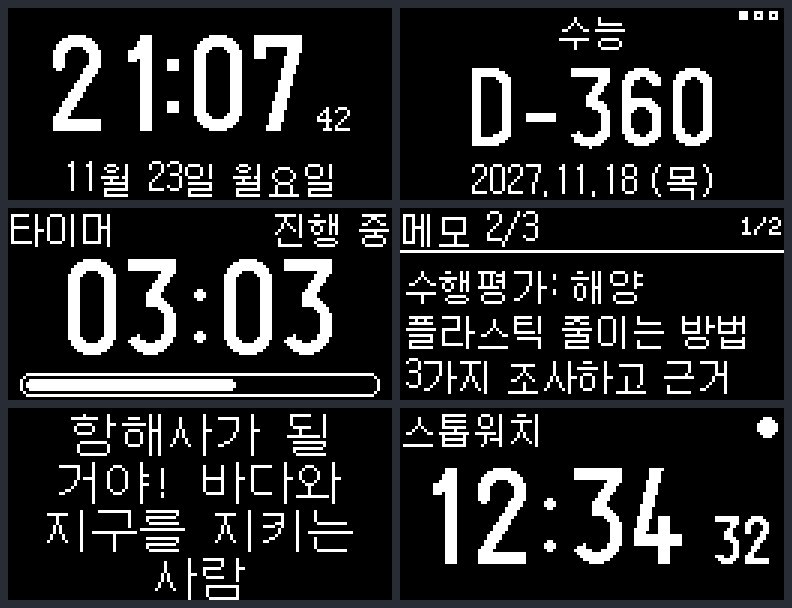 21:07 42
11월 23일 월요일
수능
D-360
2027.11.18 (목)
타이머 진행 중
03:03
메모 2/3 1/2
수행평가: 해양
플라스틱 줄이는 방법
3가지 조사하고 근거
항해사가 될
거야! 바다와
지구를 지키는
사람
스톱워치
12:34 32